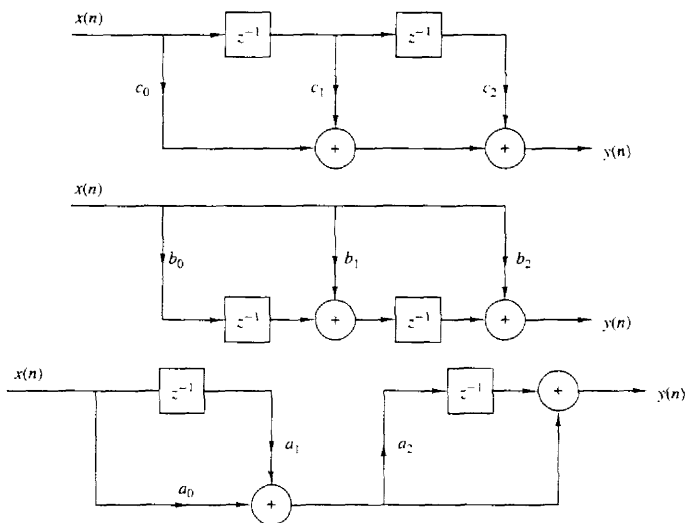 x(n)
z⁻¹
z⁻¹
c₀
c₁
c₂
+
+
y(n)
x(n)
b₀
b₁
b₂
z⁻¹
+
z⁻¹
+
y(n)
x(n)
z⁻¹
z⁻¹
+
y(n)
a₁
a₂
a₀
+